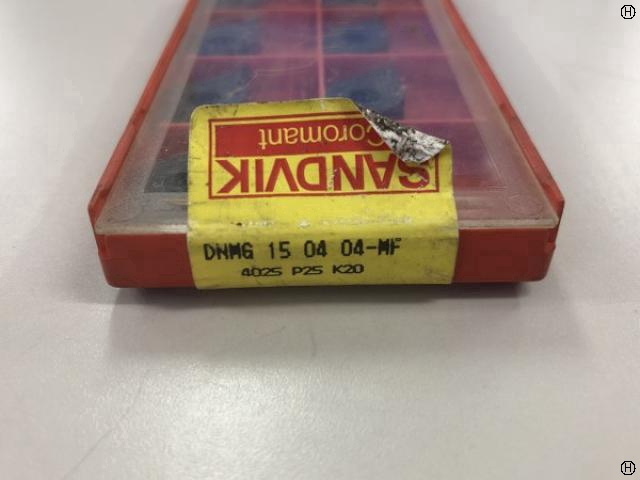 SANDVIK
Coromant
DNMG 15 04 04-MF
4025 P25 K20